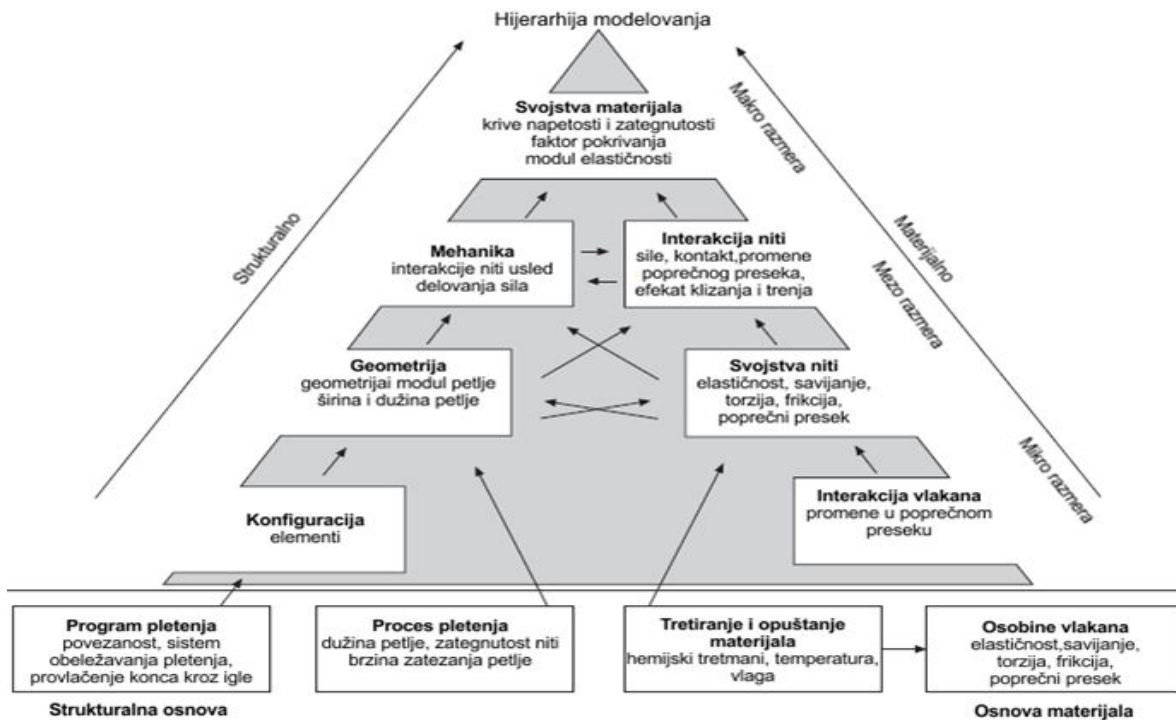 Hijerarhija modelovanja
Svojstva materijala
krive napetosti i zategnutosti
faktor pokrivanja
modul elastičnosti
Strukturalno
Makro razmera
Materijalno
Mezo razmera
Mikro razmera
Mehanika
interakcije niti usled
delovanja sila
Interakcija niti
sile, kontakt,promene
poprečnog preseka,
efekat klizanja i trenja
Geometrija
geometrijai modul petlje
širina i dužina petlje
Svojstva niti
elastičnost, savijanje,
torzija, frikcija,
poprečni presek
Konfiguracija
elementi
Interakcija vlakana
promene u poprečnom
preseku
Program pletenja
povezanost, sistem
obeležavanja pletenja,
provlačenje konca kroz igle
Proces pletenja
dužina petlje, zategnutost niti
brzina zatezanja petlje
Tretiranje i opuštanje
materijala
hemijski tretmani, temperatura,
vlaga
Osobine vlakana
elastičnost,savijanje,
torzija, frikcija,
poprečni presek
Strukturalna osnova
Osnova materijala